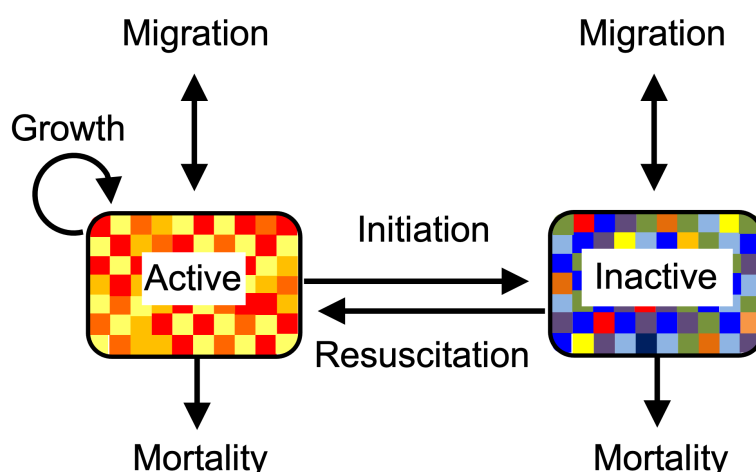 Migration
Migration
Growth
Initiation
Active
Inactive
Resuscitation
Mortality
Mortality